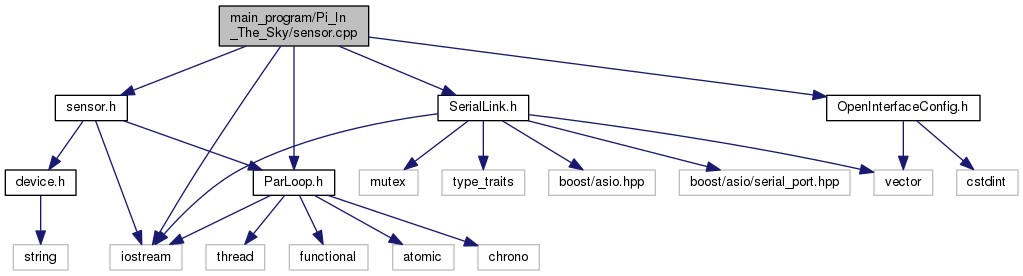 main_program/Pi_In
_The_Sky/sensor.cpp
sensor.h
SerialLink.h
OpenInterfaceConfig.h
device.h
ParLoop.h
mutex
type_traits
boost/asio.hpp
boost/asio/serial_port.hpp
vector
cstdint
string
iostream
thread
functional
atomic
chrono